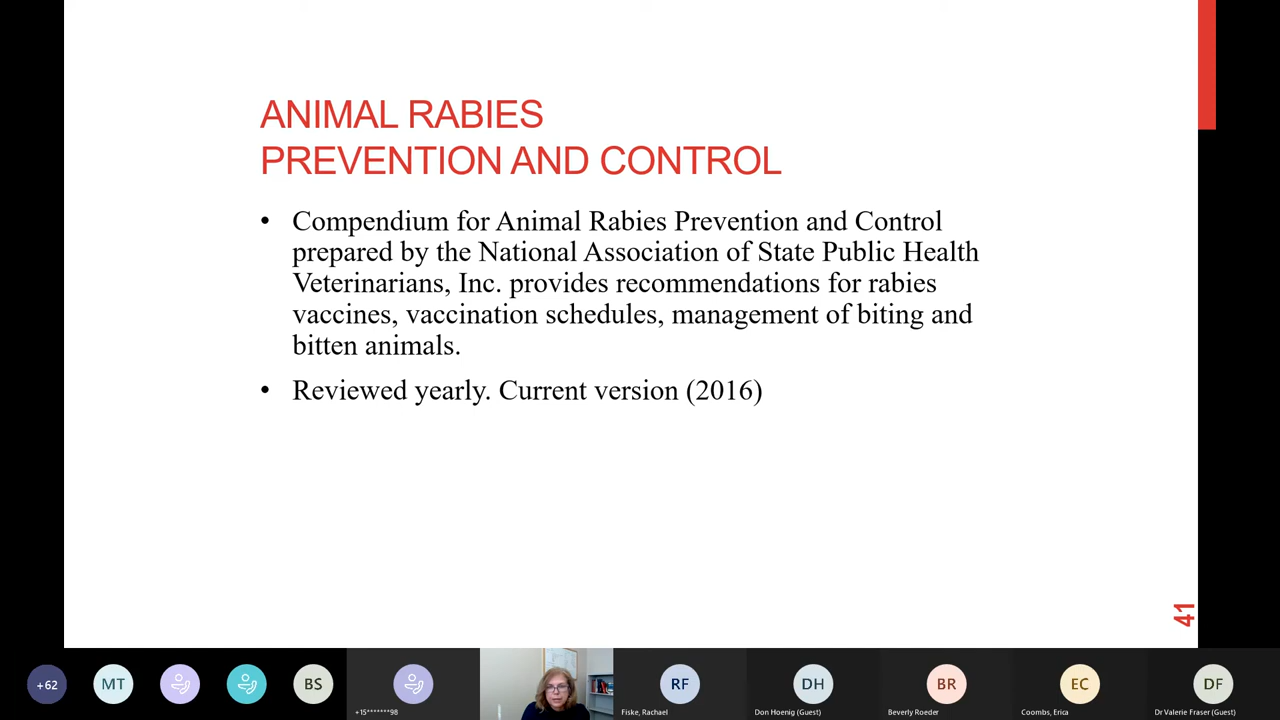 ANIMAL RABIES
PREVENTION AND CONTROL
• Compendium for Animal Rabies Prevention and Control
prepared by the National Association of State Public Health
Veterinarians, Inc. provides recommendations for rabies
vaccines, vaccination schedules, management of biting and
bitten animals.
• Reviewed yearly. Current version (2016)
41
+62
MT
BS
+15*******98
RF
Fiske, Rachael
DH
Don Hoenig (Guest)
BR
Beverly Roeder
EC
Coombs, Erica
DF
Dr Valerie Fraser (Guest)